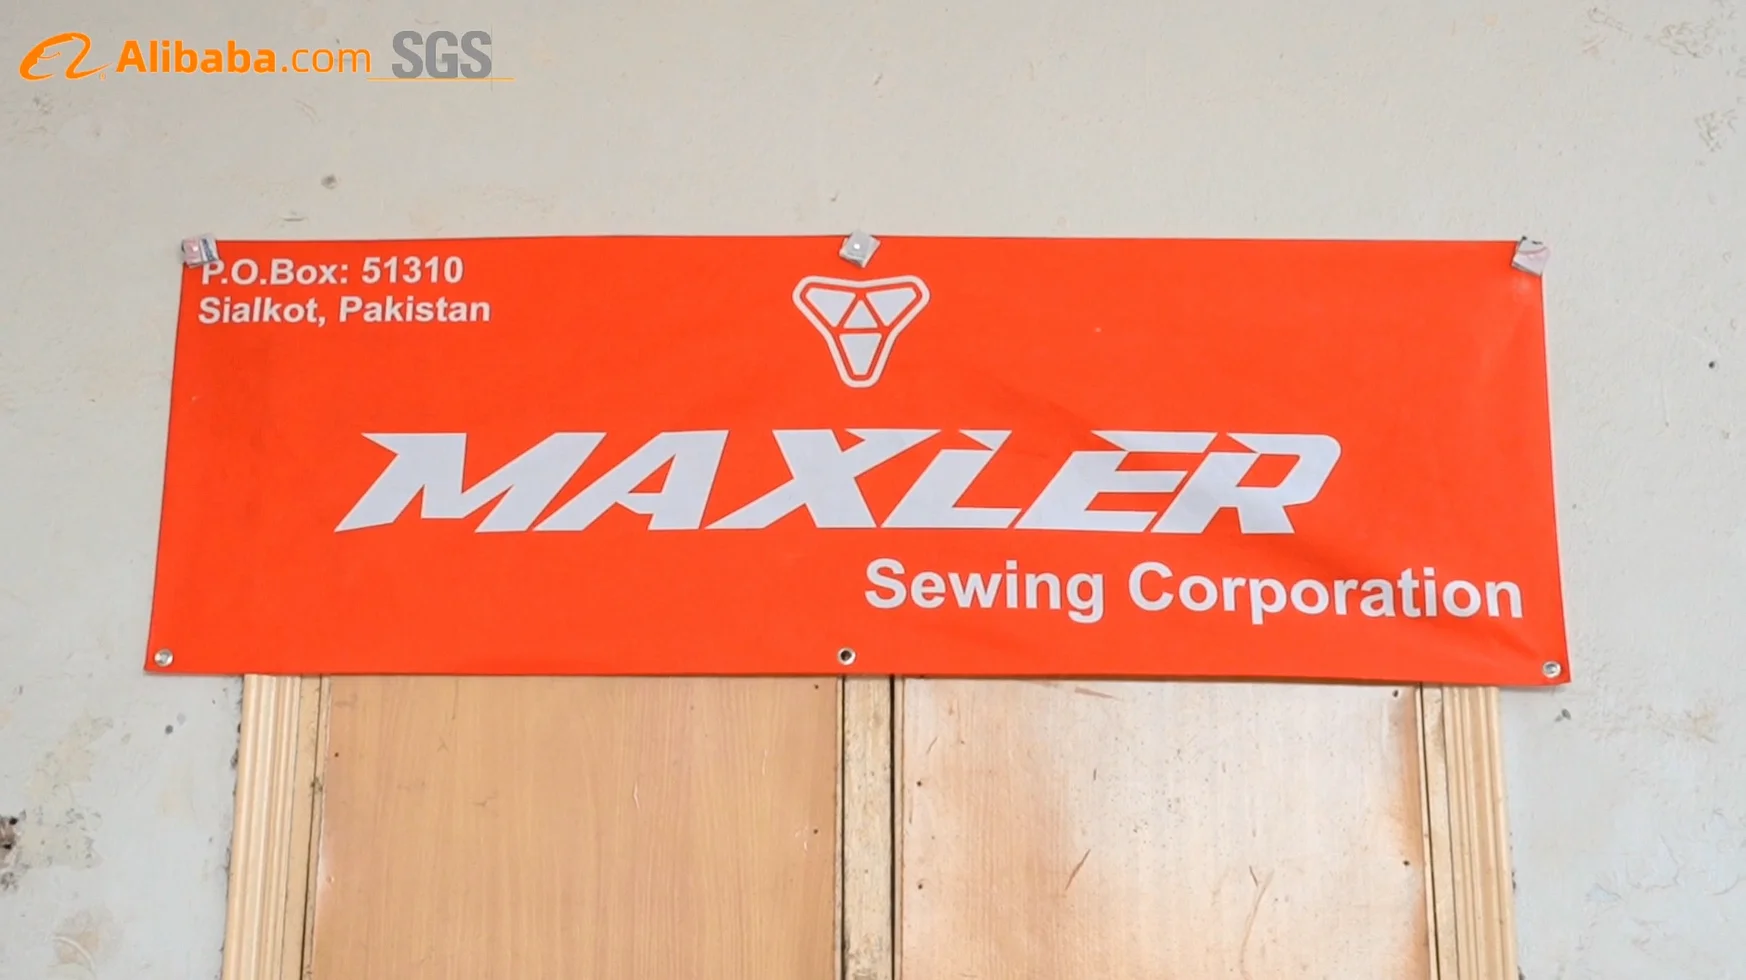 Alibaba.com SGS
P.O.Box: 51310
Sialkot, Pakistan
MAXLER
Sewing Corporation